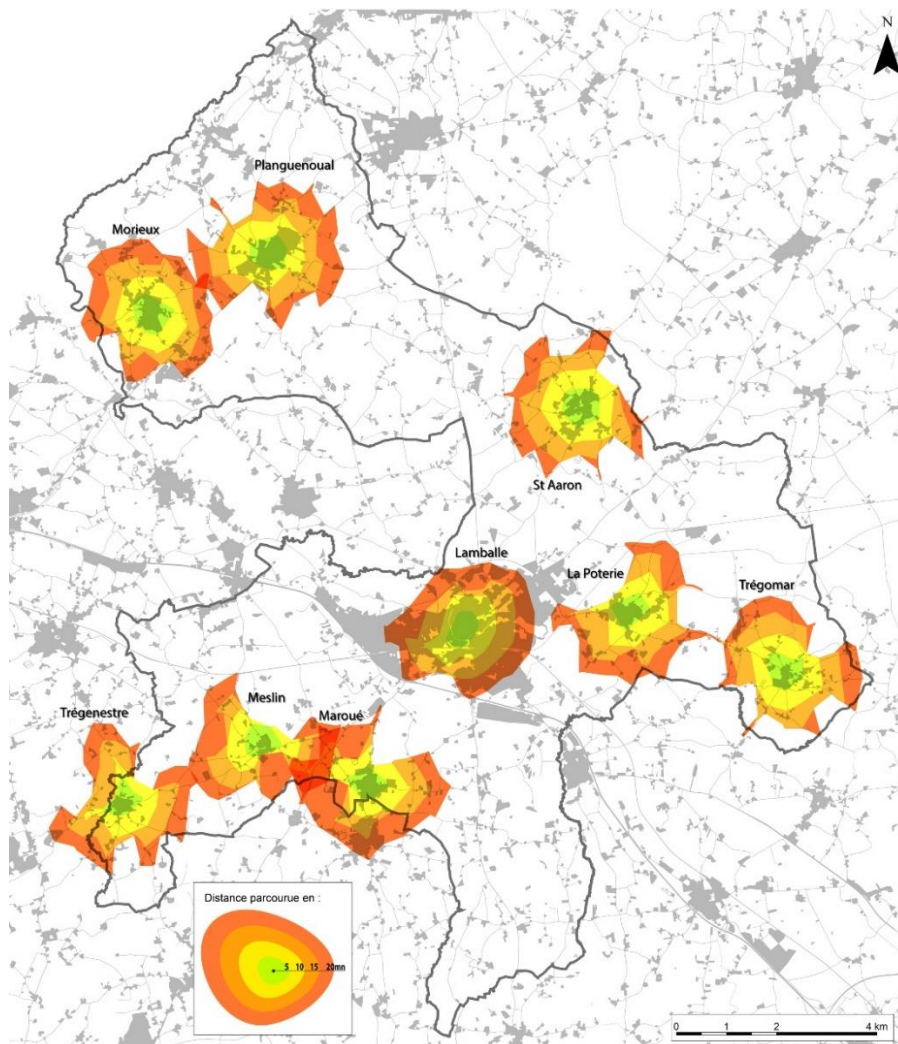 N
Planguenoual
Morieux
St Aaron
Lamballe
La Poterie
Trégomar
Meslin
Maroué
Trégenestre
Distance parcourue en :
5 10 15 20mn
0 1 2 4 km